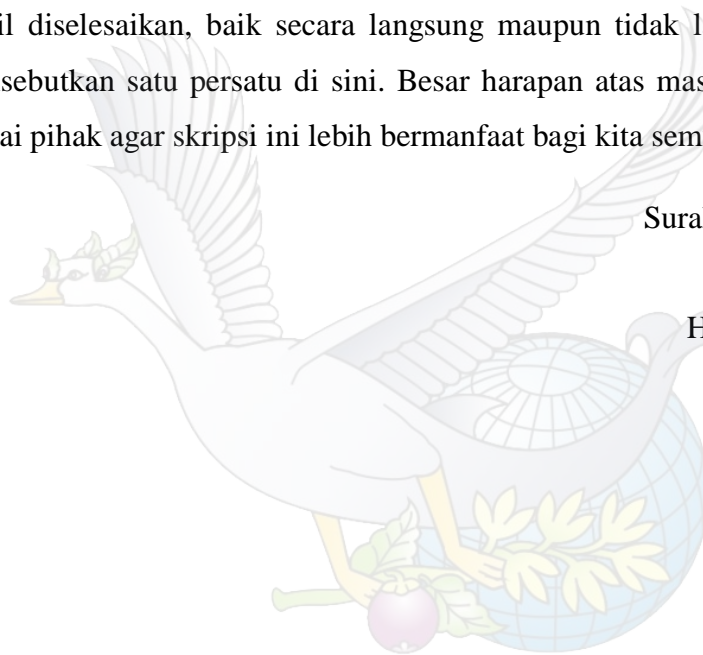 il diselesaikan, baik secara langsung maupun tidak l
sebutkan satu persatu di sini. Besar harapan atas mas
ai pihak agar skripsi ini lebih bermanfaat bagi kita sem
Sura
H